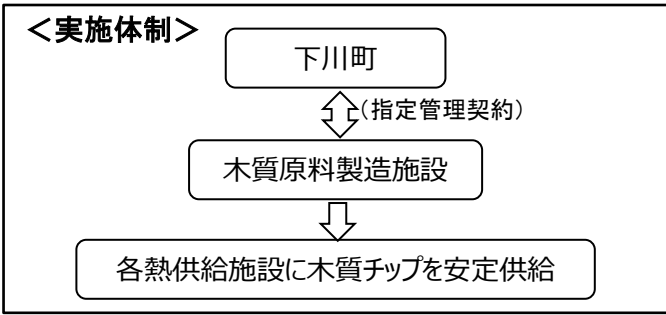 ＜実施体制＞
下川町
（指定管理契約）
木質原料製造施設
各熱供給施設に木質チップを安定供給